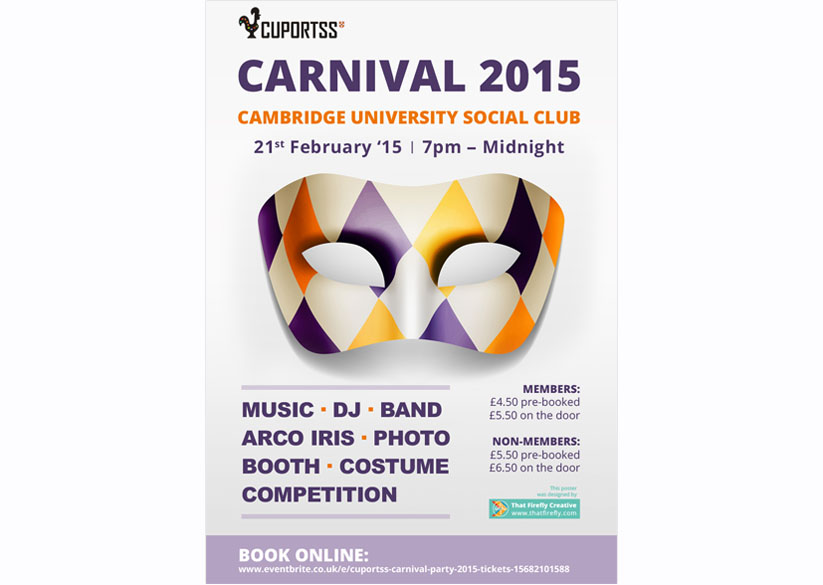 CUPORTSS
CARNIVAL 2015
CAMBRIDGE UNIVERSITY SOCIAL CLUB
21st February ‘15 | 7pm – Midnight
MUSIC · DJ · BAND
ARCO IRIS · PHOTO
BOOTH · COSTUME
COMPETITION
MEMBERS:
£4.50 pre-booked
£5.50 on the door
NON-MEMBERS:
£5.50 pre-booked
£6.50 on the door
This poster
was designed by
That Firefly Creative
www.thatfirefly.com
BOOK ONLINE:
www.eventbrite.co.uk/e/cuportss-carnival-party-2015-tickets-15682101588